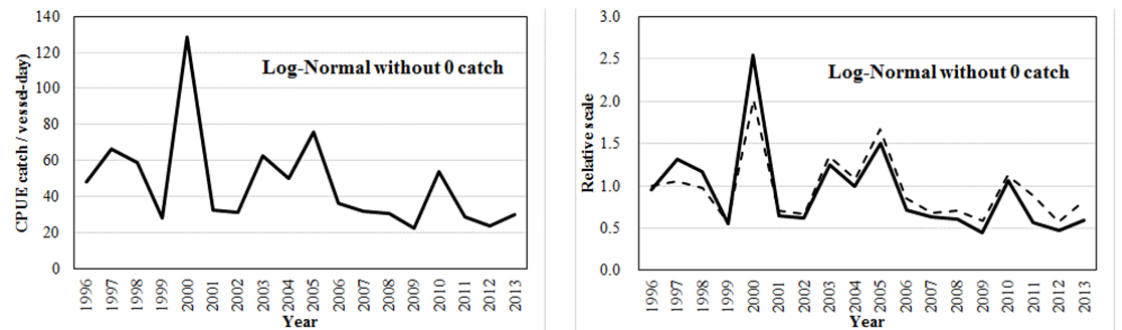 140
120
100
80
60
40
20
0
CPUE catch / vessel-day)
Log-Normal without 0 catch
1996 1997 1998 1999 2000 2001 2002 2003 2004 2005 2006 2007 2008 2009 2010 2011 2012 2013
Year
3.0
2.5
2.0
1.5
1.0
0.5
0.0
Relative scale
Log-Normal without 0 catch
1996 1997 1998 1999 2000 2001 2002 2003 2004 2005 2006 2007 2008 2009 2010 2011 2012 2013
Year